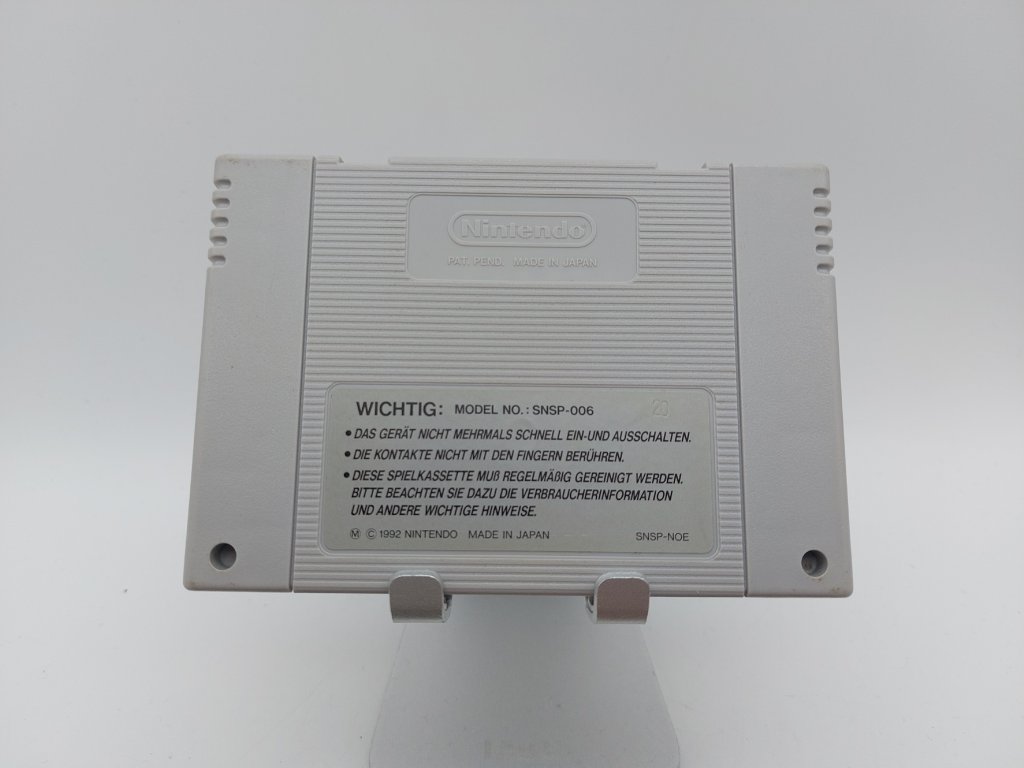 Nintendo
PAT. PEND. MADE IN JAPAN
WICHTIG: MODEL NO.: SNSP-006 20
• DAS GERÄT NICHT MEHRMALS SCHNELL EIN-UND AUSSCHALTEN.
• DIE KONTAKTE NICHT MIT DEN FINGERN BERÜHREN.
• DIESE SPIELKASSETTE MUß REGELMÄßIG GEREINIGT WERDEN.
BITTE BEACHTEN SIE DAZU DIE VERBRAUCHERINFORMATION
UND ANDERE WICHTIGE HINWEISE.
Ⓜ © 1992 NINTENDO MADE IN JAPAN SNSP-NOE